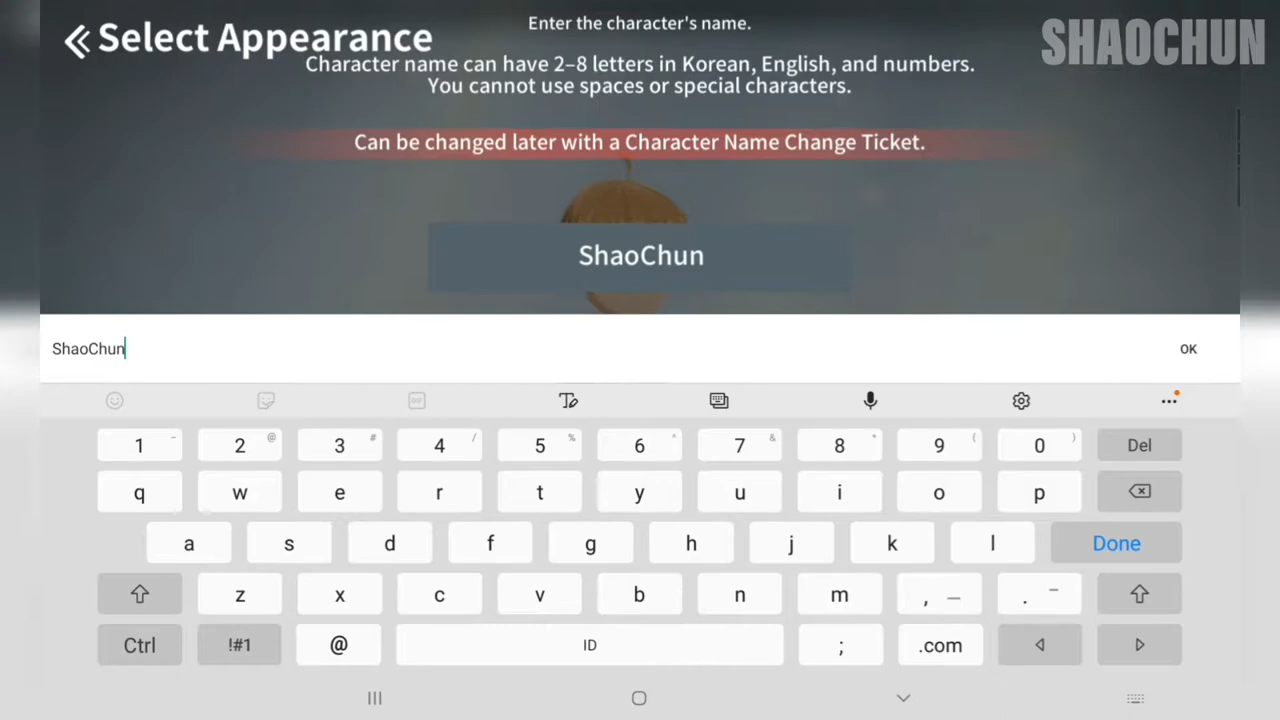 Enter the character's name.
Select Appearance
SHAOCHUN
Character name can have 2–8 letters in Korean, English, and numbers.
You cannot use spaces or special characters.
Can be changed later with a Character Name Change Ticket.
ShaoChun
ShaoChun
OK
GIF
1 - 2 @ 3 # 4 / 5 % 6 ^ 7 & 8 * 9 ( 0 ) Del
q w e r t y u i o p
a s d f g h j k l Done
z x c v b n m , _ . -
Ctrl !#1 @ ID ; .com